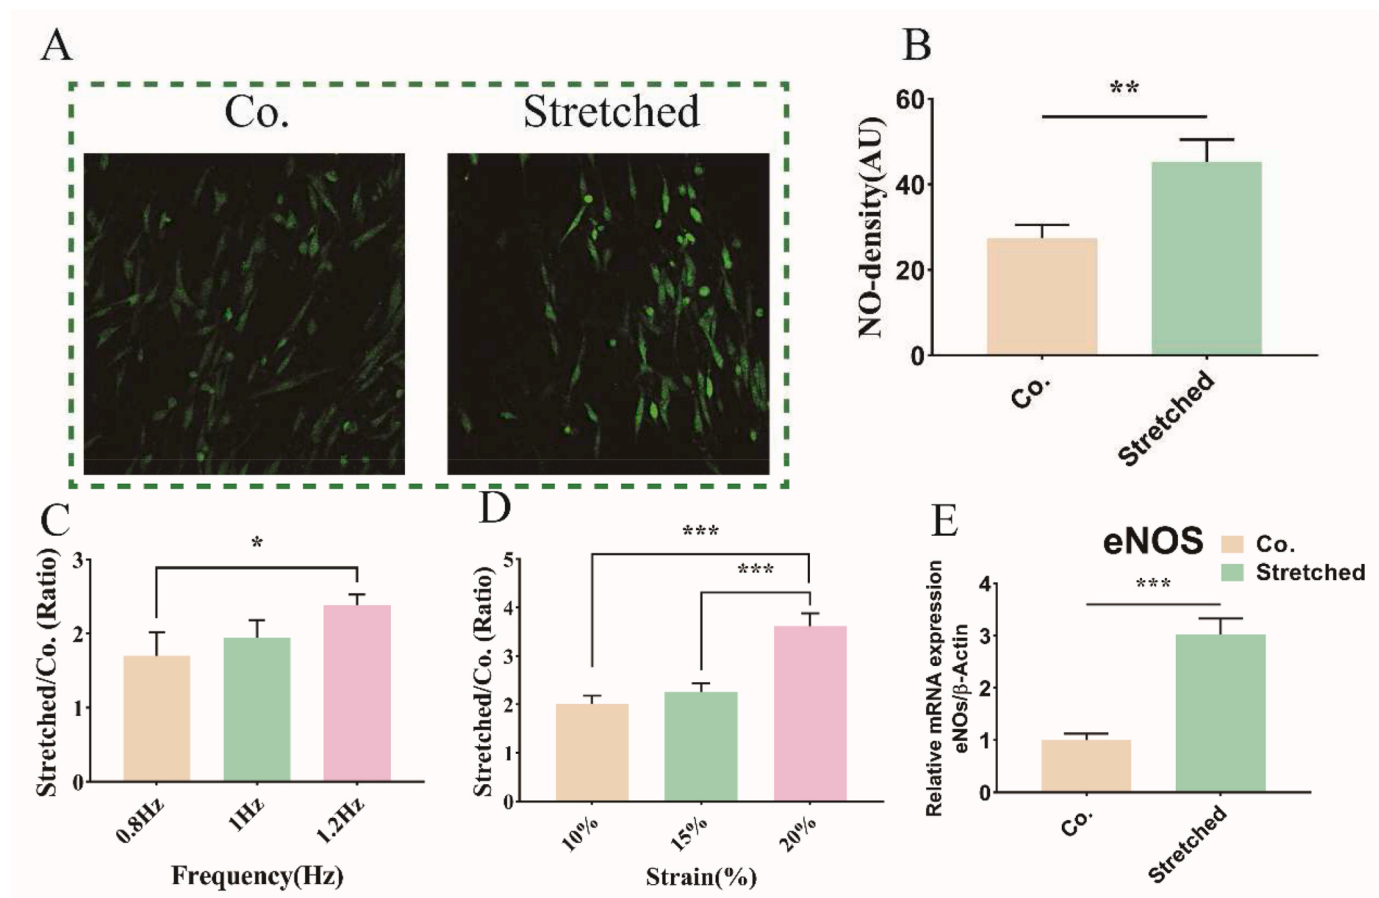 A
Co.
Stretched
B
**
NO-density(AU)
60
40
20
0
Co.
Stretched
C
*
Stretched/Co. (Ratio)
3
2
1
0
0.8Hz
1Hz
1.2Hz
Frequency(Hz)
D
***
***
Stretched/Co. (Ratio)
5
4
3
2
1
0
10%
15%
20%
Strain(%)
E
eNOS
Co.
Stretched
***
Relative mRNA expression
eNOs/β-Actin
4
3
2
1
0
Co.
Stretched